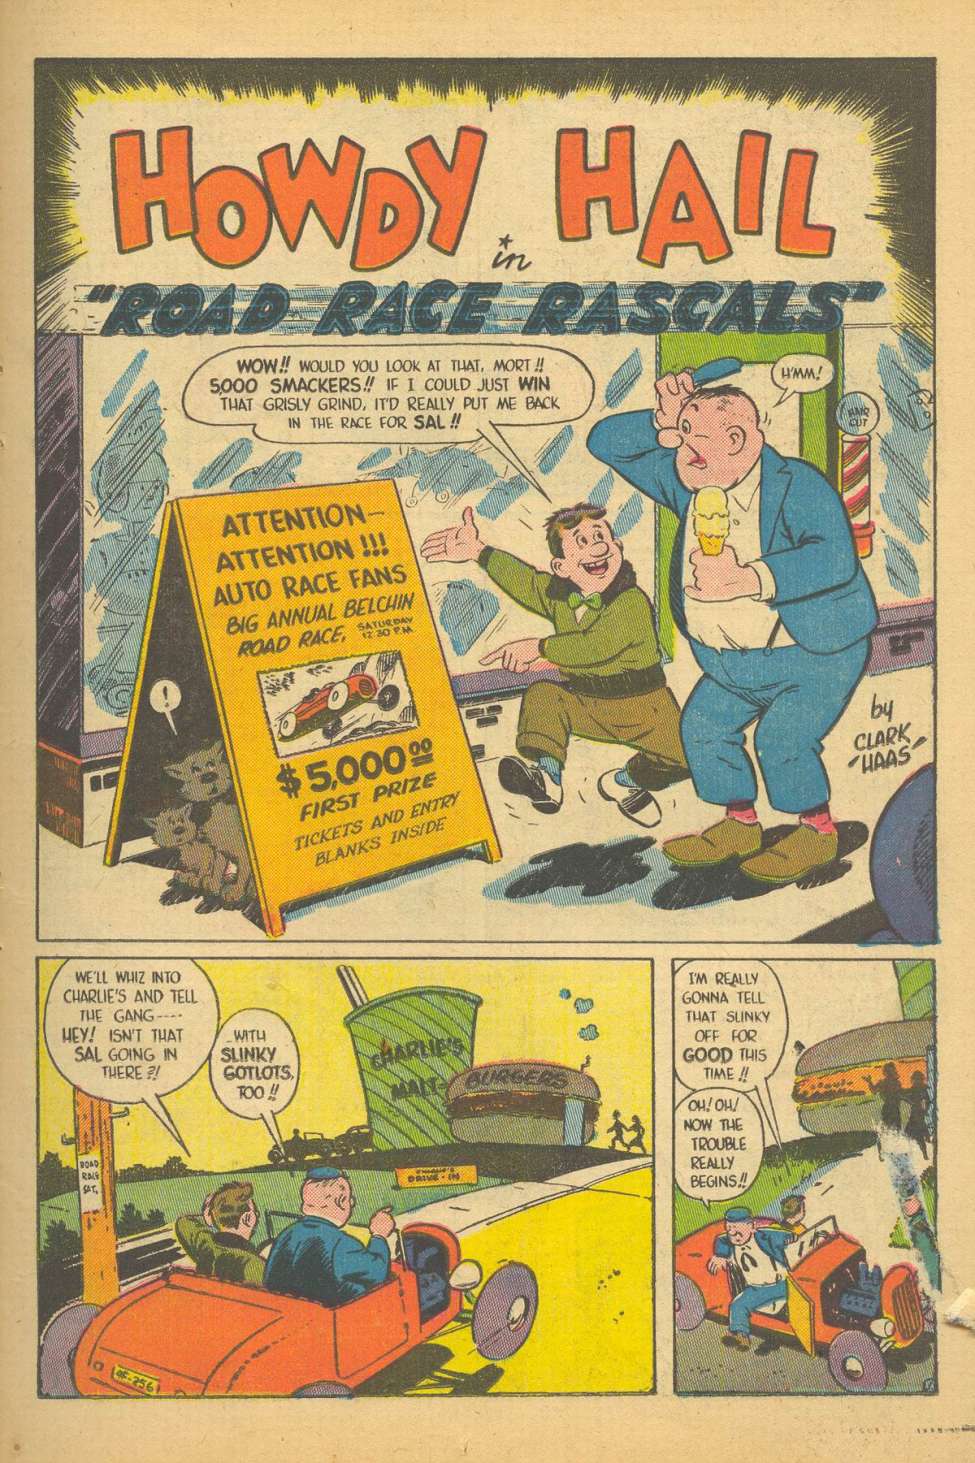 HOWDY HAIL
in
"ROAD RACE RASCALS"
WOW!! WOULD YOU LOOK AT THAT, MORT!!
5,000 SMACKERS!! IF I COULD JUST WIN
THAT GRISLY GRIND, IT'D REALLY PUT ME BACK
IN THE RACE FOR SAL!!
H'MM!
HAIR
CUT
ATTENTION—
ATTENTION!!!
AUTO RACE FANS
BIG ANNUAL BELCHIN
ROAD RACE, SATURDAY
12:30 P.M.
$5,000.00
FIRST PRIZE
TICKETS AND ENTRY
BLANKS INSIDE
!
by
CLARK
"HAAS"
WE'LL WHIZ INTO
CHARLIE'S AND TELL
THE GANG----
HEY! ISN'T THAT
SAL GOING IN
THERE?!
WITH
SLINKY
GOTLOTS,
TOO!!
CHARLIE'S
MALT-
BURGERS
ROAD
RACE
SAT.
CHARLIE'S
DRIVE-IN
I'M REALLY
GONNA TELL
THAT SLINKY
OFF FOR
GOOD THIS
TIME!!
OH! OH!
NOW THE
TROUBLE
REALLY
BEGINS!!